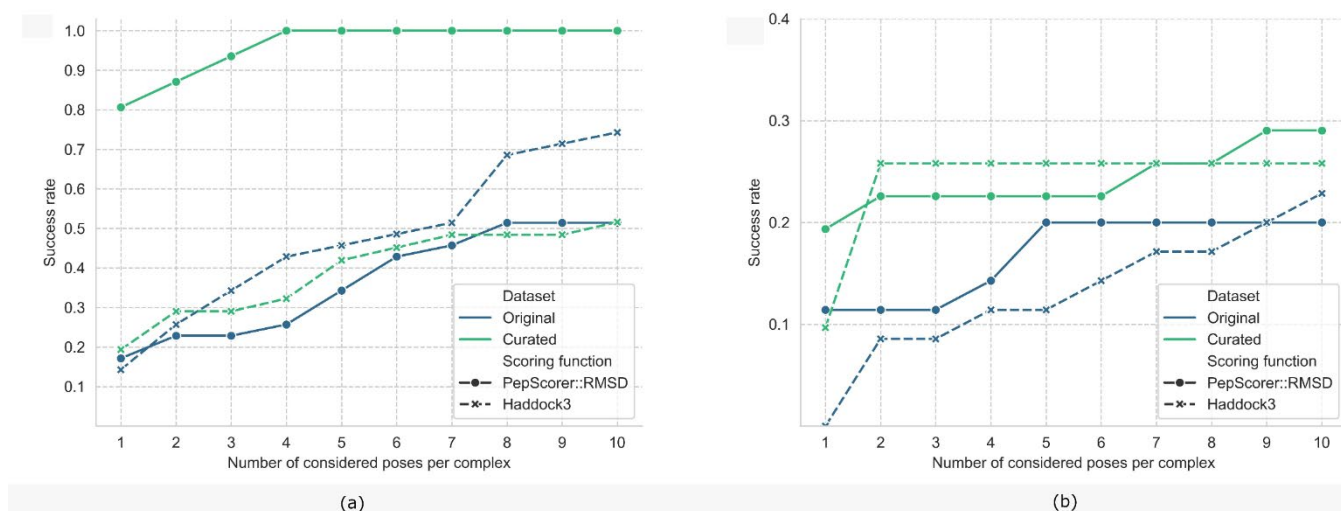 1.0
0.9
0.8
0.7
0.6
0.5
0.4
0.3
0.2
0.1
Success rate
1 2 3 4 5 6 7 8 9 10
Number of considered poses per complex
Dataset
Original
Curated
Scoring function
PepScorer::RMSD
Haddock3
(a)
0.4
0.3
0.2
0.1
Success rate
1 2 3 4 5 6 7 8 9 10
Number of considered poses per complex
Dataset
Original
Curated
Scoring function
PepScorer::RMSD
Haddock3
(b)